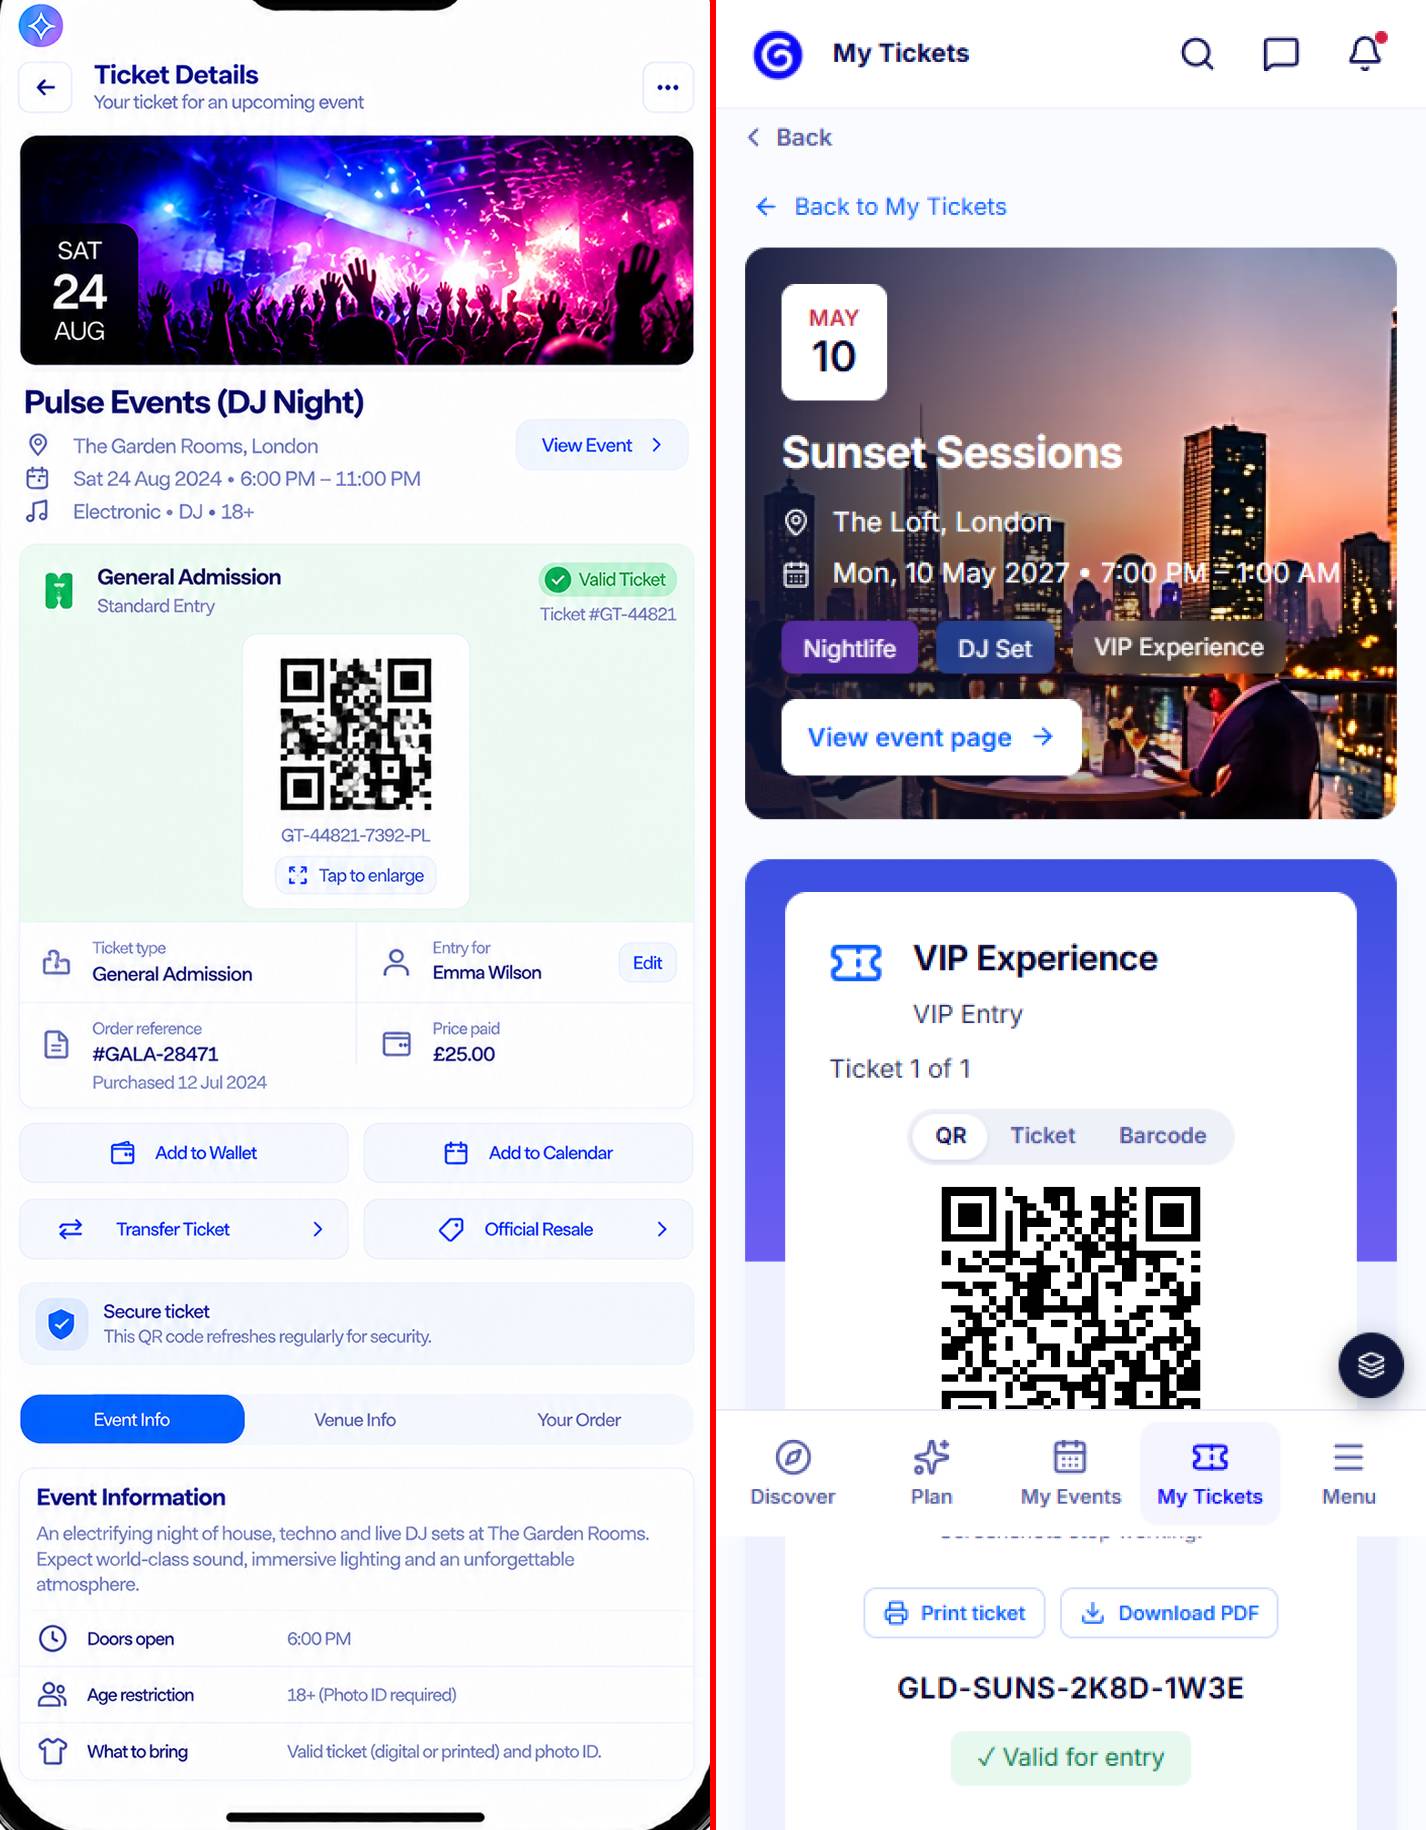 Ticket Details
Your ticket for an upcoming event
SAT
24
AUG
Pulse Events (DJ Night)
The Garden Rooms, London
Sat 24 Aug 2024 • 6:00 PM – 11:00 PM
Electronic • DJ • 18+
View Event
General Admission
Standard Entry
Valid Ticket
Ticket #GT-44821
GT-44821-7392-PL
Tap to enlarge
Ticket type
General Admission
Entry for
Emma Wilson
Edit
Order reference
#GALA-28471
Purchased 12 Jul 2024
Price paid
£25.00
Add to Wallet
Add to Calendar
Transfer Ticket
Official Resale
Secure ticket
This QR code refreshes regularly for security.
Event Info
Venue Info
Your Order
Event Information
An electrifying night of house, techno and live DJ sets at The Garden Rooms.
Expect world-class sound, immersive lighting and an unforgettable
atmosphere.
Doors open
6:00 PM
Age restriction
18+ (Photo ID required)
What to bring
Valid ticket (digital or printed) and photo ID.
My Tickets
Back
Back to My Tickets
MAY
10
Sunset Sessions
The Loft, London
Mon, 10 May 2027 • 7:00 PM – 1:00 AM
Nightlife
DJ Set
VIP Experience
View event page
VIP Experience
VIP Entry
Ticket 1 of 1
QR
Ticket
Barcode
Discover
Plan
My Events
My Tickets
Menu
Print ticket
Download PDF
GLD-SUNS-2K8D-1W3E
✓ Valid for entry